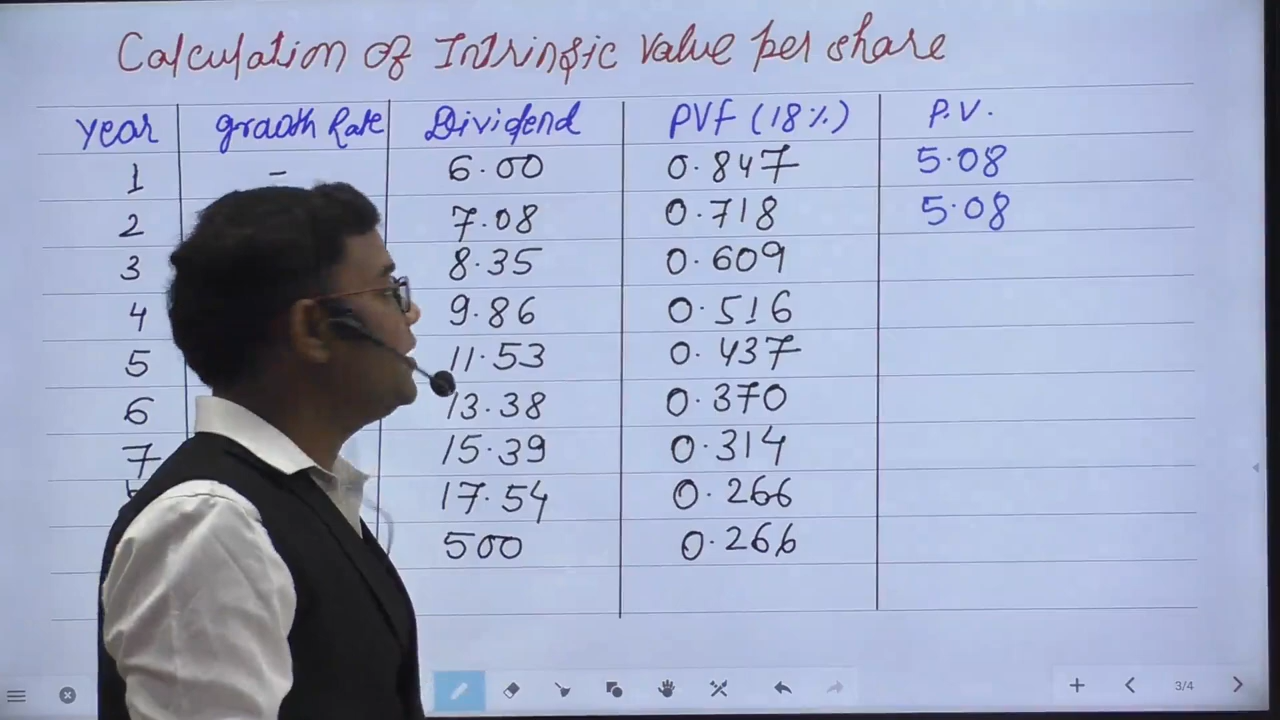 Calculation of Intrinsic value per share
Year graoth Rate Dividend PVF (18%) P.V.
1 - 6.00 0.847 5.08
2 7.08 0.718 5.08
3 8.35 0.609
4 9.86 0.516
5 11.53 0.437
6 13.38 0.370
7 15.39 0.314
17.54 0.266
500 0.266
3/4